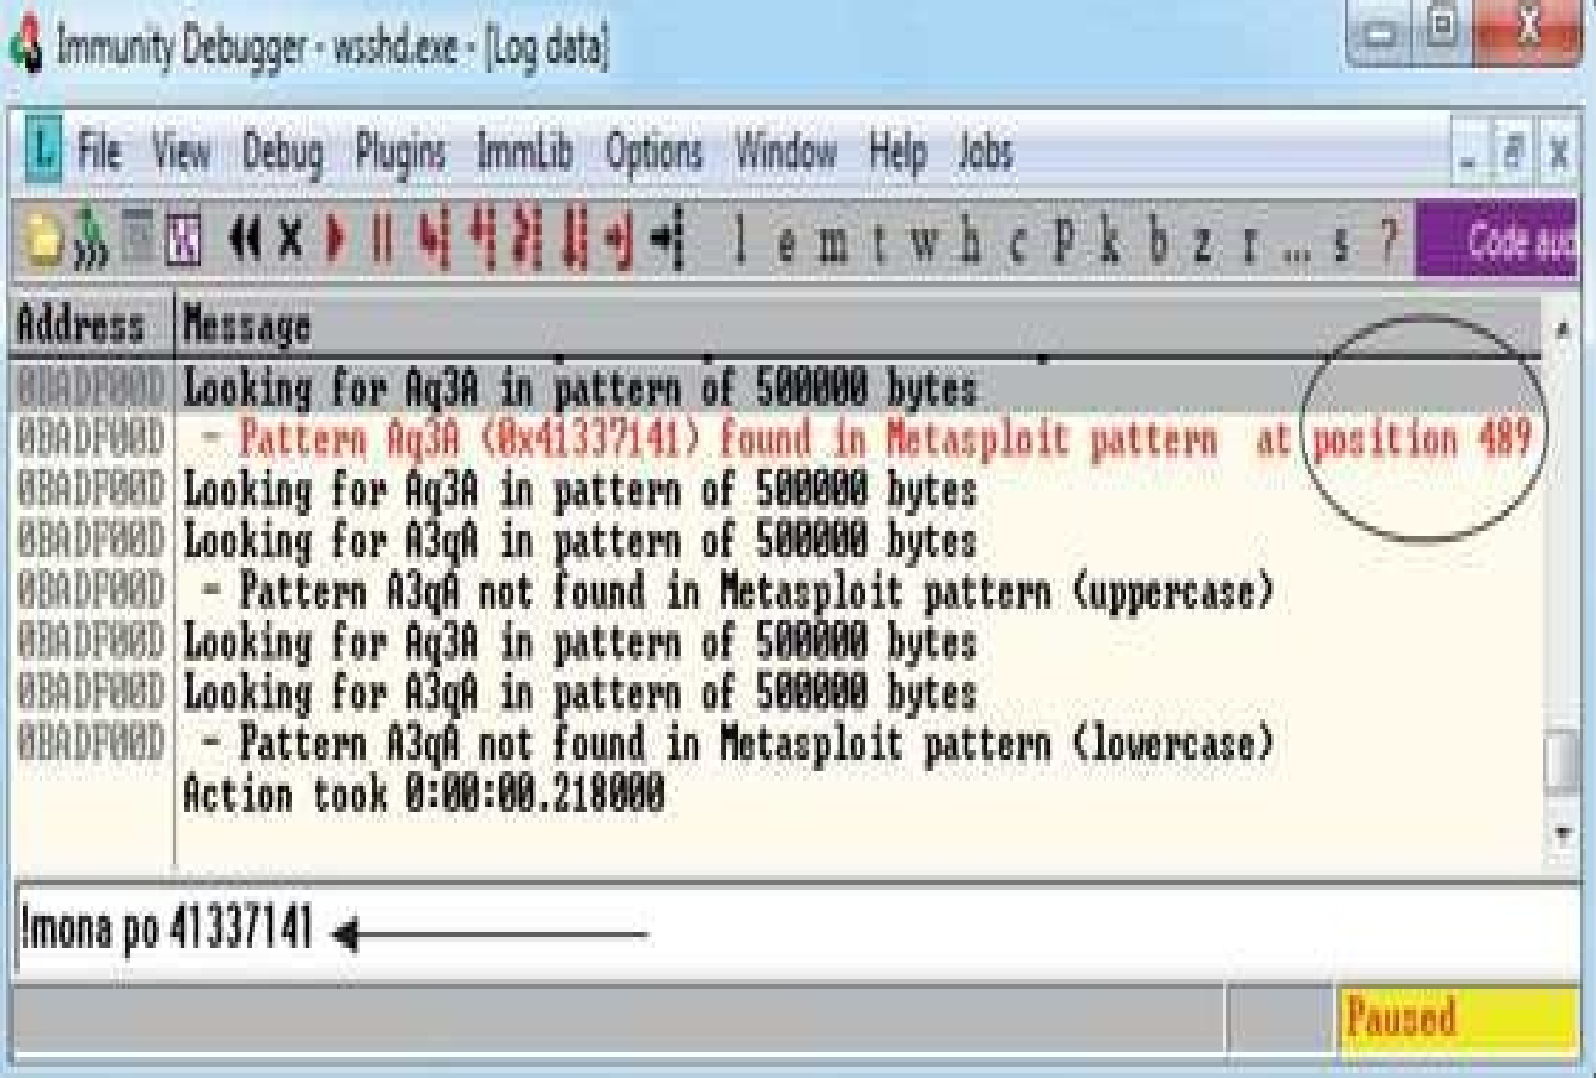 Immunity Debugger - wsshd.exe - [Log data]
L File View Debug Plugins ImmLib Options Window Help Jobs
l e m t w h c P k b z r ... s ? Code auc
Address Message
0BADF00D Looking for Aq3A in pattern of 500000 bytes
0BADF00D - Pattern Aq3A (0x41337141) found in Metasploit pattern at position 489
0BADF00D Looking for Aq3A in pattern of 500000 bytes
0BADF00D Looking for A3qA in pattern of 500000 bytes
0BADF00D - Pattern A3qA not found in Metasploit pattern (uppercase)
0BADF00D Looking for Aq3A in pattern of 500000 bytes
0BADF00D Looking for A3qA in pattern of 500000 bytes
0BADF00D - Pattern A3qA not found in Metasploit pattern (lowercase)
Action took 0:00:00.218000
!mona po 41337141
Paused